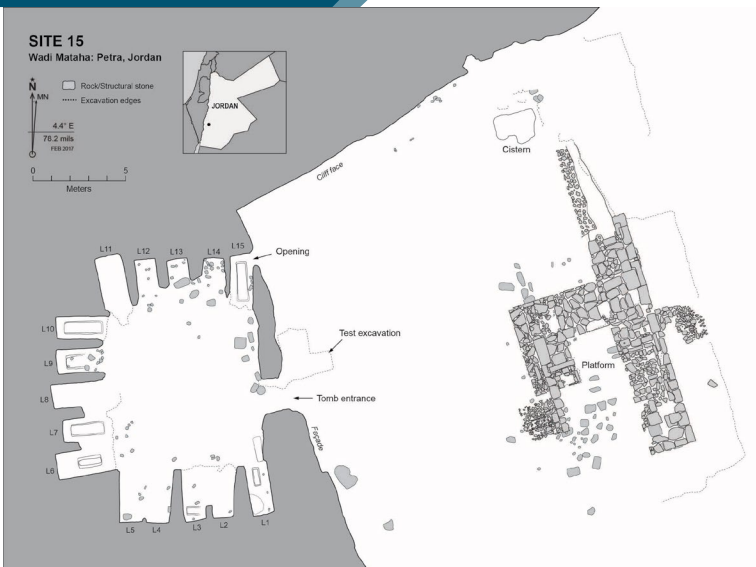 SITE 15
Wadi Mataha: Petra, Jordan
N
MN
4.4° E
78.2 mils
FEB 2017
Rock/Structural stone
Excavation edges
JORDAN
0 5
Meters
Cliff face
Cistern
L11
L12
L13
L14
L15
Opening
L10
Test excavation
L9
Platform
L8
Tomb entrance
L7
Façade
L6
L5
L4
L3
L2
L1